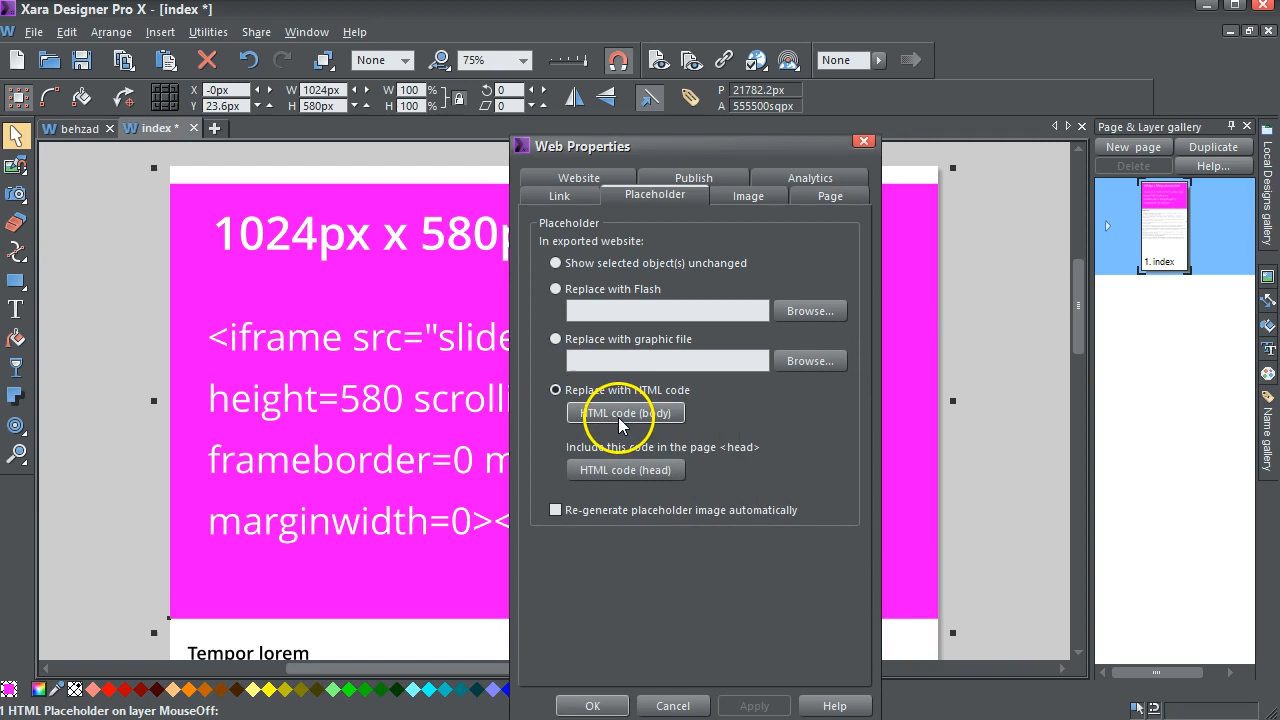 Xara Designer Pro X - [index *]
File Edit Arrange Insert Utilities Share Window Help
None 75% None
X -0px W 1024px W 100 % 0 P 21782.2px
Y 23.6px H 580px H 100 % 0 A 555500sqpx
behzad index *
Page & Layer gallery
New page Duplicate
Delete Help...
1. index
Local Designs gallery
Name gallery
1024px x 580p
<iframe src="slide
height=580 scrolli
frameborder=0 m
marginwidth=0><
Tempor lorem
Web Properties
Website Publish Analytics
Link Placeholder Image Page
Placeholder
In exported website:
Show selected object(s) unchanged
Replace with Flash
Browse...
Replace with graphic file
Browse...
Replace with HTML code
HTML code (body)
Include this code in the page <head>
HTML code (head)
Re-generate placeholder image automatically
OK Cancel Apply Help
1 HTML Placeholder on layer MouseOff: